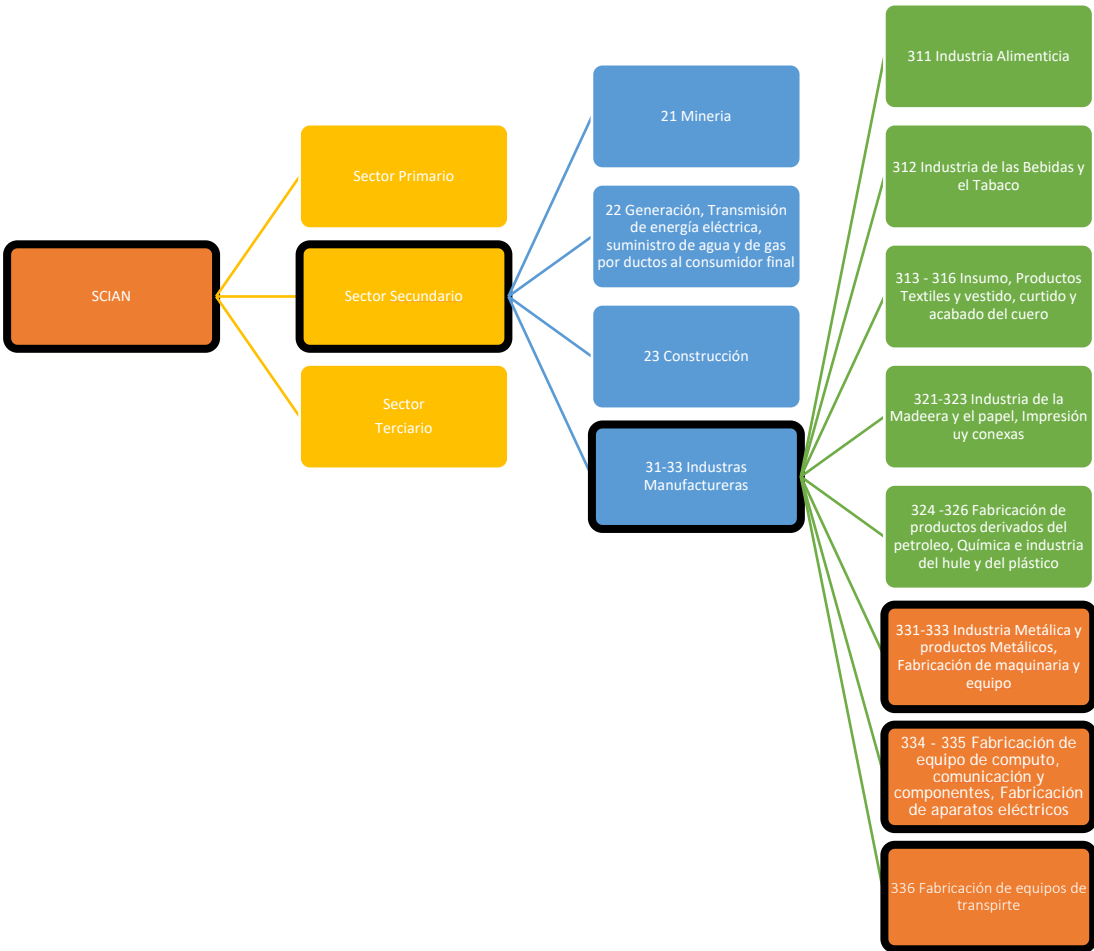 SCIAN
Sector Primario
Sector Secundario
Sector
Terciario
21 Mineria
22 Generación, Transmisión
de energía eléctrica,
suministro de agua y de gas
por ductos al consumidor final
23 Construcción
31-33 Industras
Manufactureras
311 Industria Alimenticia
312 Industria de las Bebidas y
el Tabaco
313 - 316 Insumo, Productos
Textiles y vestido, curtido y
acabado del cuero
321-323 Industria de la
Madeera y el papel, Impresión
uy conexas
324 -326 Fabricación de
productos derivados del
petroleo, Química e industria
del hule y del plástico
331-333 Industria Metálica y
productos Metálicos,
Fabricación de maquinaria y
equipo
334 - 335 Fabricación de
equipo de computo,
comunicación y
componentes, Fabricación
de aparatos eléctricos
336 Fabricación de equipos de
transpirte